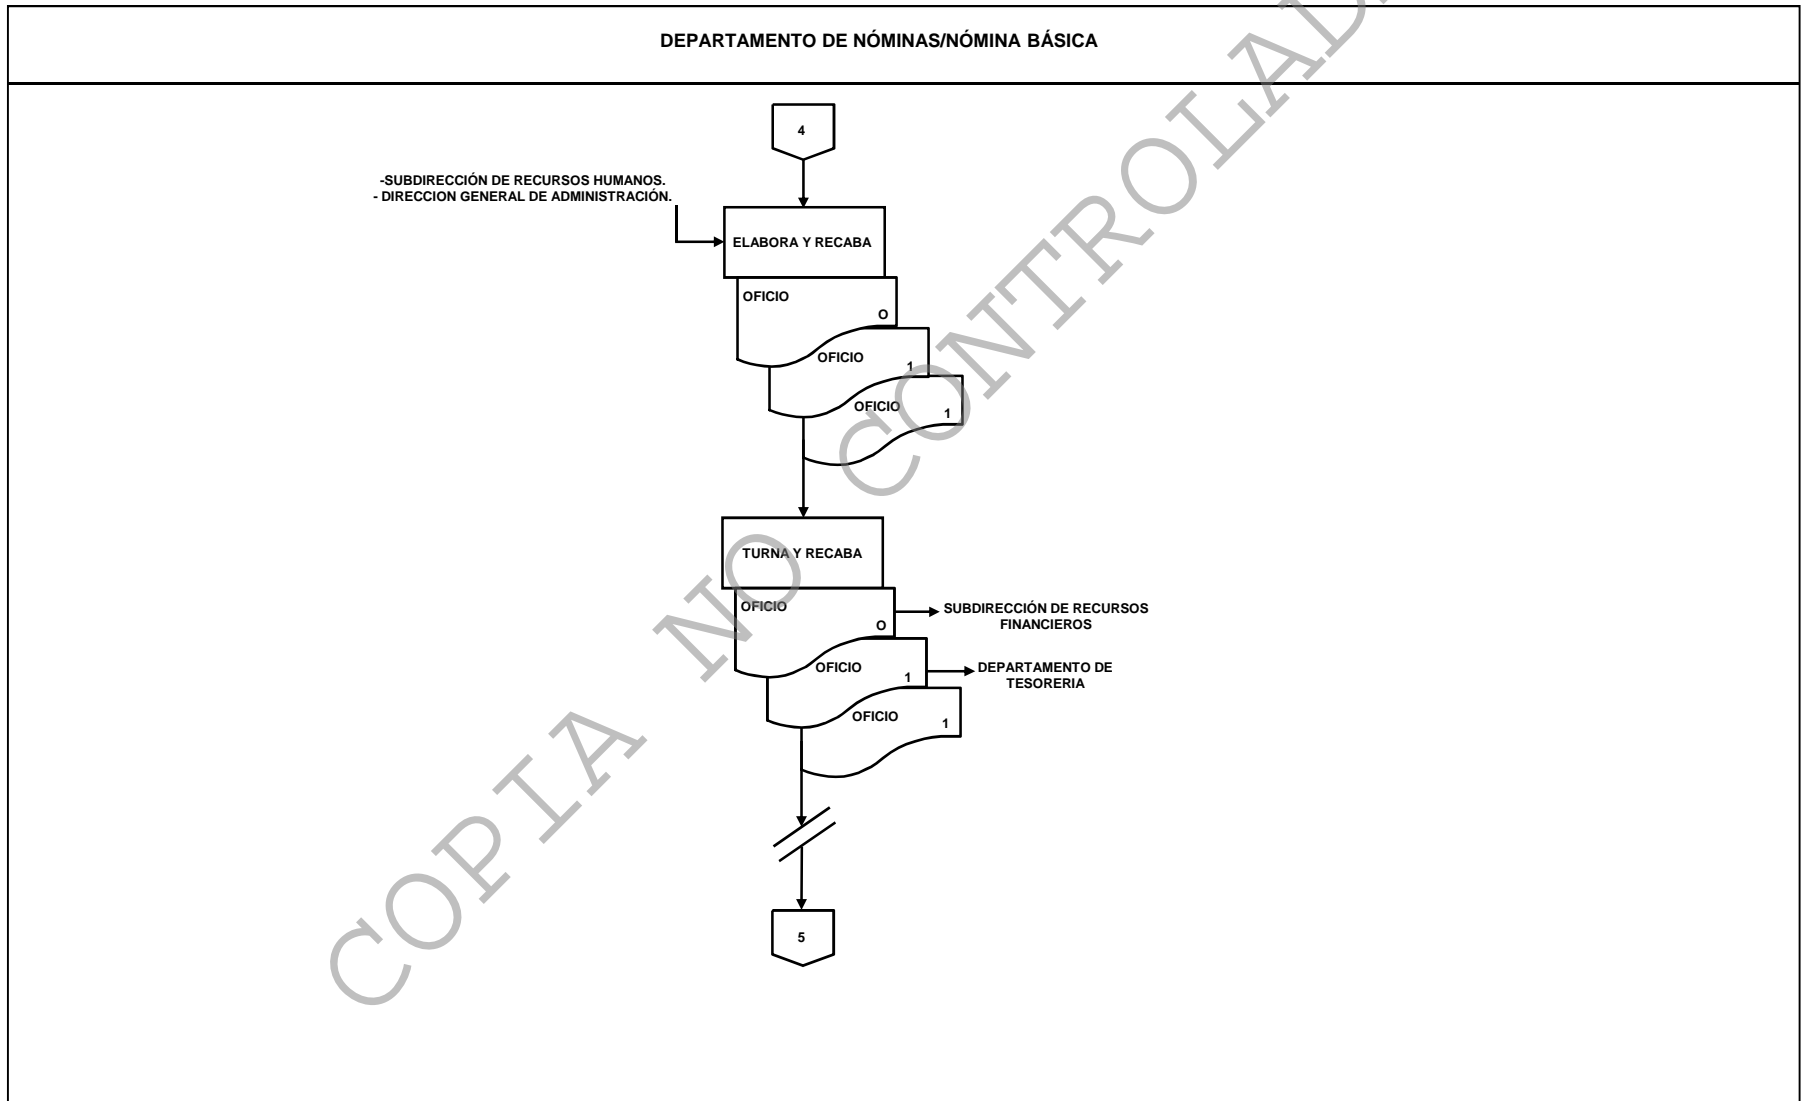 DEPARTAMENTO DE NÓMINAS/NÓMINA BÁSICA
4
-SUBDIRECCIÓN DE RECURSOS HUMANOS.
- DIRECCION GENERAL DE ADMINISTRACIÓN.
ELABORA Y RECABA
OFICIO
O
OFICIO
1
OFICIO
1
TURNA Y RECABA
OFICIO
O
SUBDIRECCIÓN DE RECURSOS
FINANCIEROS
OFICIO
1
DEPARTAMENTO DE
TESORERIA
OFICIO
1
5
COPIA NO CONTROLAD